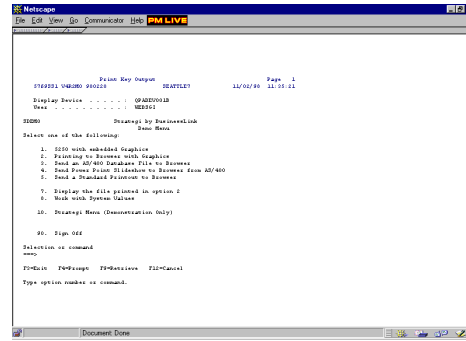 Netscape
File Edit View Go Communicator Help PM LIVE
Print Key Output Page 1
5769SS1 V4R2M0 980228 SEATTLE7 11/02/98 11:35:21
Display Device . . . . . : QPADEV001B
User . . . . . . . . . . : WEBSGI
SDEMO Strategi by BusinessLink
Demo Menu
Select one of the following:
1. 5250 with embedded Graphics
2. Printing to Browser with Graphics
3. Send an AS/400 Database File to Browser
4. Send Power Point Slideshow to Browser from AS/400
5. Send a Standard Printout to Browser
7. Display the file printed in option 2
8. Work with System Values
10. Strategi Menu (Demonstration Only)
90. Sign Off
Selection or command
===>
F3=Exit F4=Prompt F9=Retrieve F12=Cancel
Type option number or command.
Document: Done